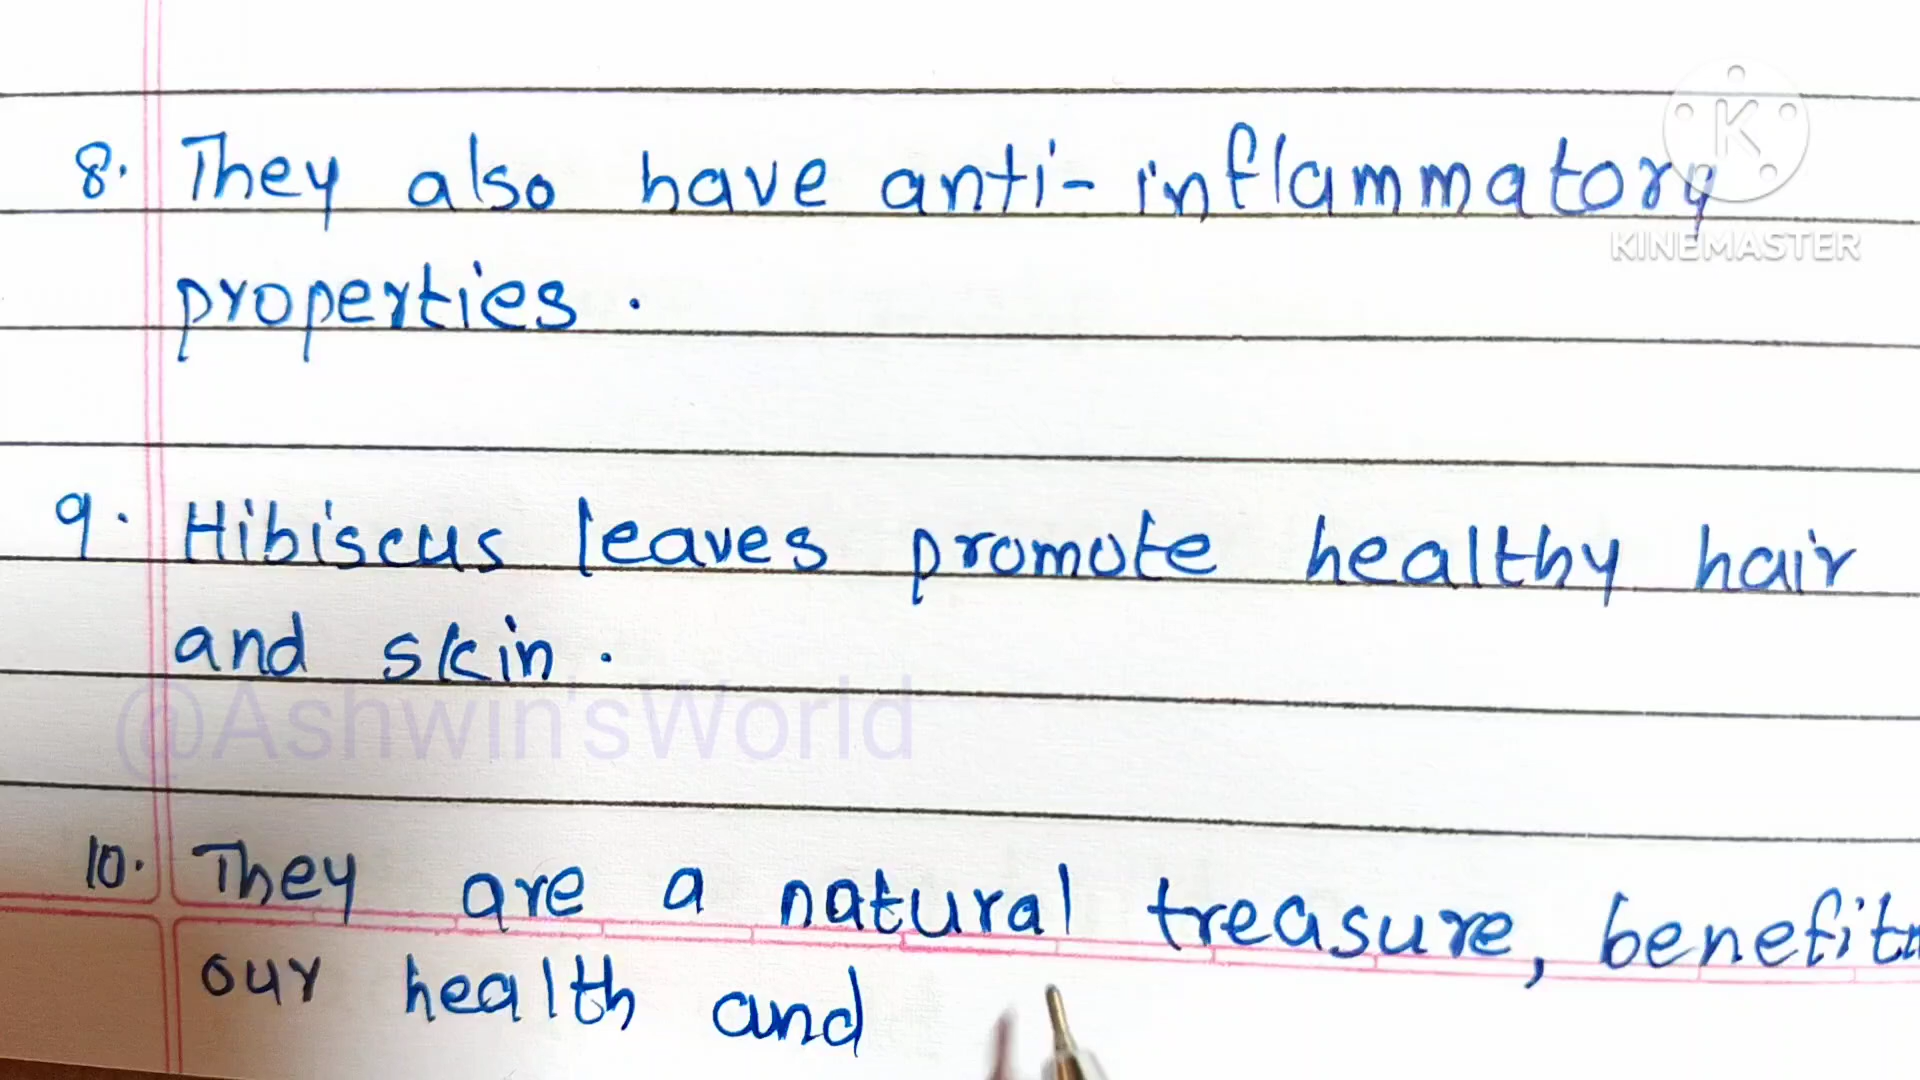 8. They also have anti-inflammatory
KINEMASTER
properties.
9. Hibiscus leaves promote healthy hair
and skin.
@Ashwin'sWorld
10. They are a natural treasure,
our health and